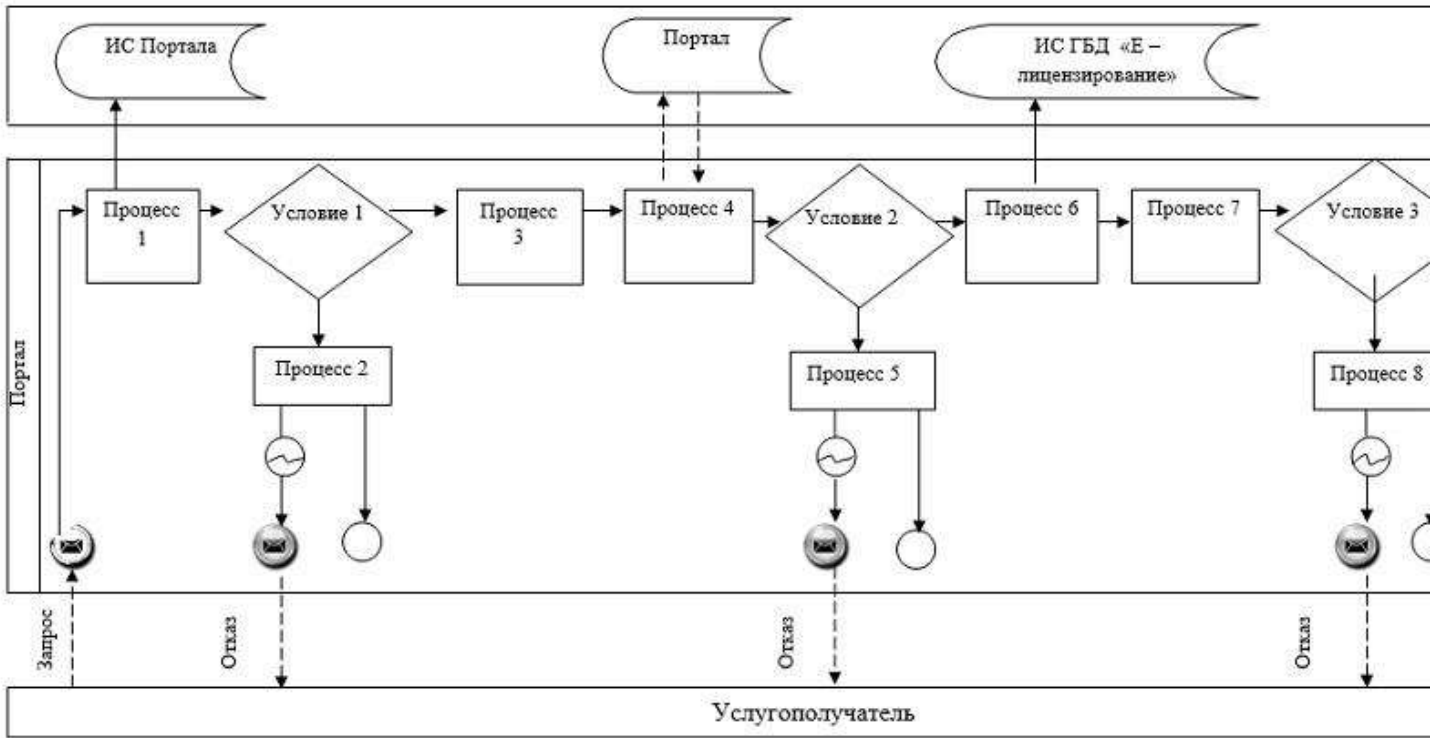 ИС Портала
Портал
ИС ГБД «Е –
лицензирование»
Портал
Процесс
1
Условие 1
Процесс
3
Процесс 4
Условие 2
Процесс 6
Процесс 7
Условие 3
Процесс 2
Процесс 5
Процесс 8
Запрос
Отказ
Отказ
Отказ
Услугополучатель